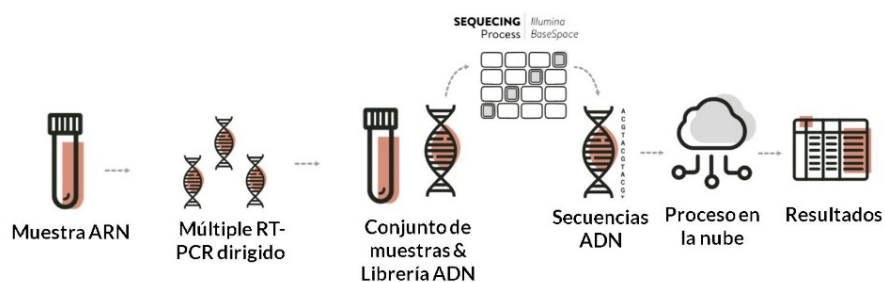 SEQUECING
Process
Illumina
BaseSpace
ACGTACGTACGT
Muestra ARN
Múltiple RT-
PCR dirigido
Conjunto de
muestras &
Librería ADN
Secuencias
ADN
Proceso en
la nube
Resultados